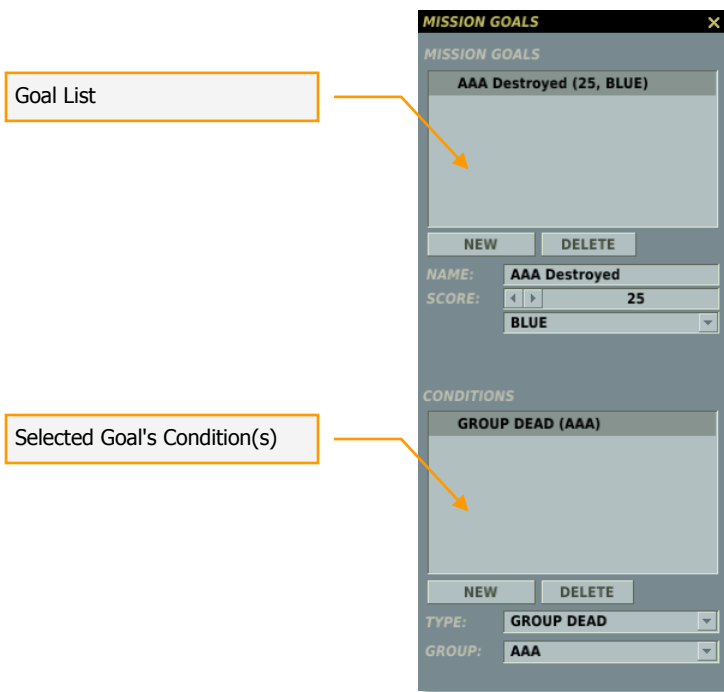 MISSION GOALS ×
MISSION GOALS
Goal List
AAA Destroyed (25, BLUE)
NEW DELETE
NAME: AAA Destroyed
SCORE: 25
BLUE
CONDITIONS
Selected Goal's Condition(s)
GROUP DEAD (AAA)
NEW DELETE
TYPE: GROUP DEAD
GROUP: AAA